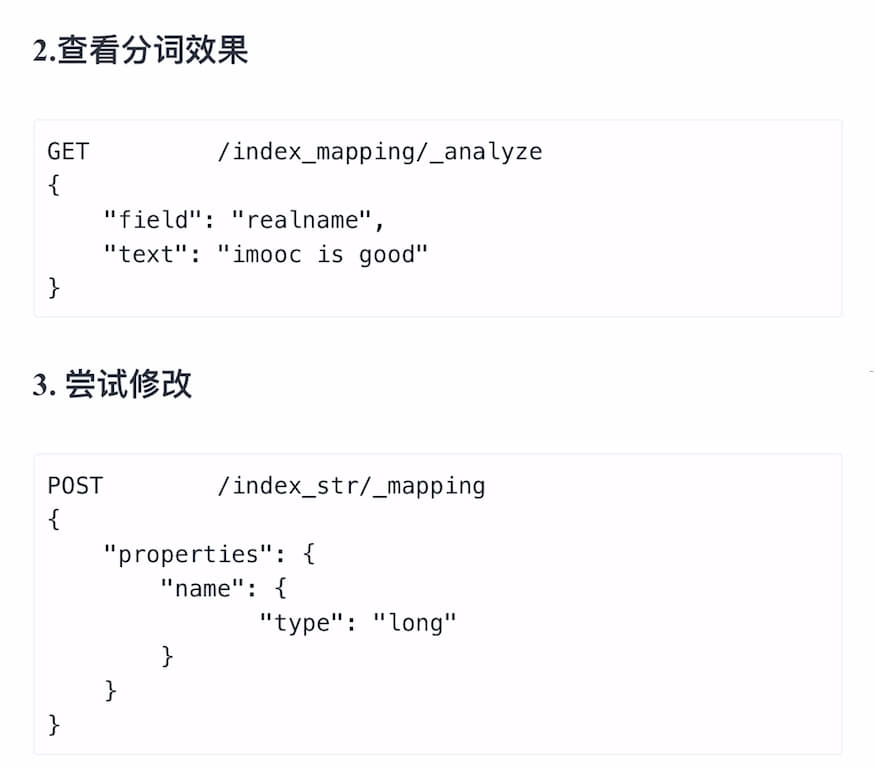 2.查看分词效果
GET         /index_mapping/_analyze
{
    "field": "realname",
    "text": "imooc is good"
}
3. 尝试修改
POST        /index_str/_mapping
{
    "properties": {
        "name": {
               "type": "long"
        }
    }
}